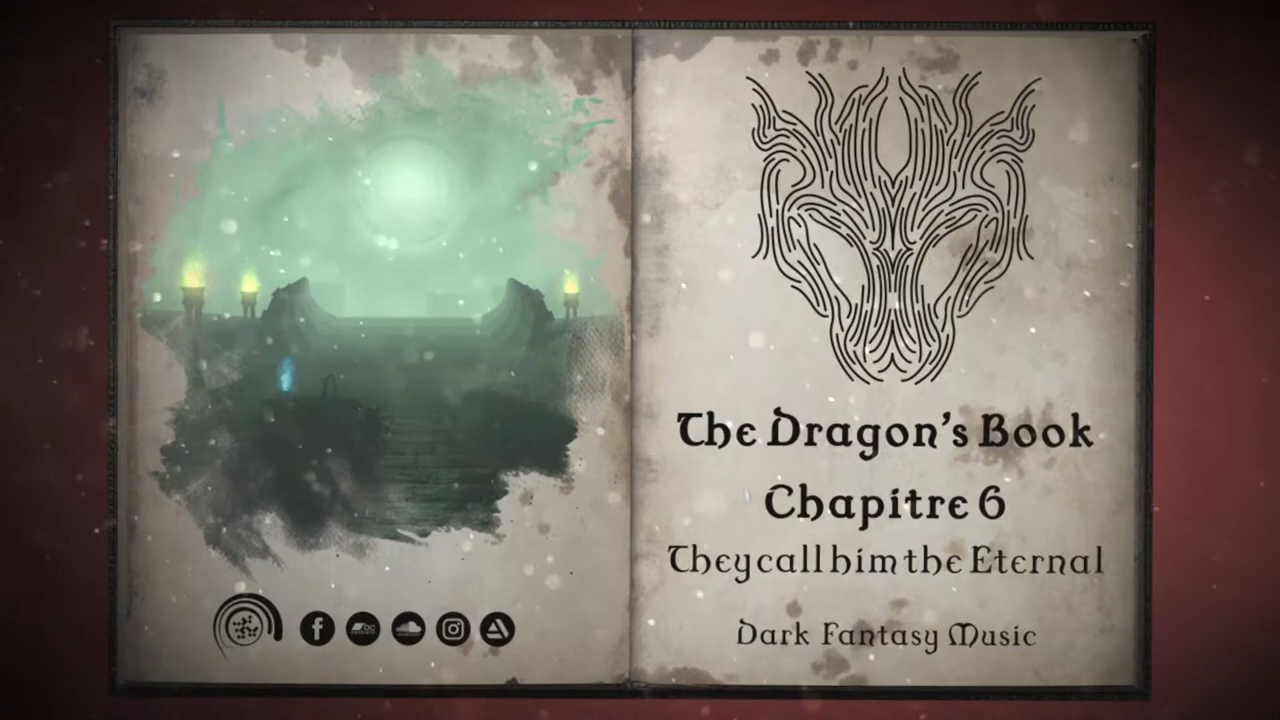 The Dragon's Book
Chapitre 6
They call him the Eternal
Dark Fantasy Music